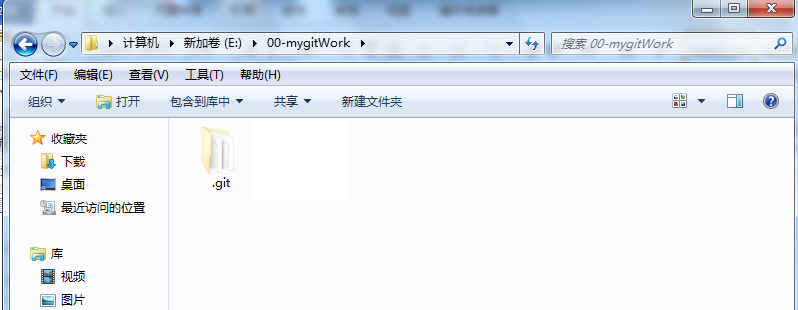 计算机 新加卷 (E:) 00-mygitWork 搜索 00-mygitWork
文件(F) 编辑(E) 查看(V) 工具(T) 帮助(H)
组织 打开 包含到库中 共享 新建文件夹
收藏夹
下载
桌面
最近访问的位置
库
视频
图片
.git